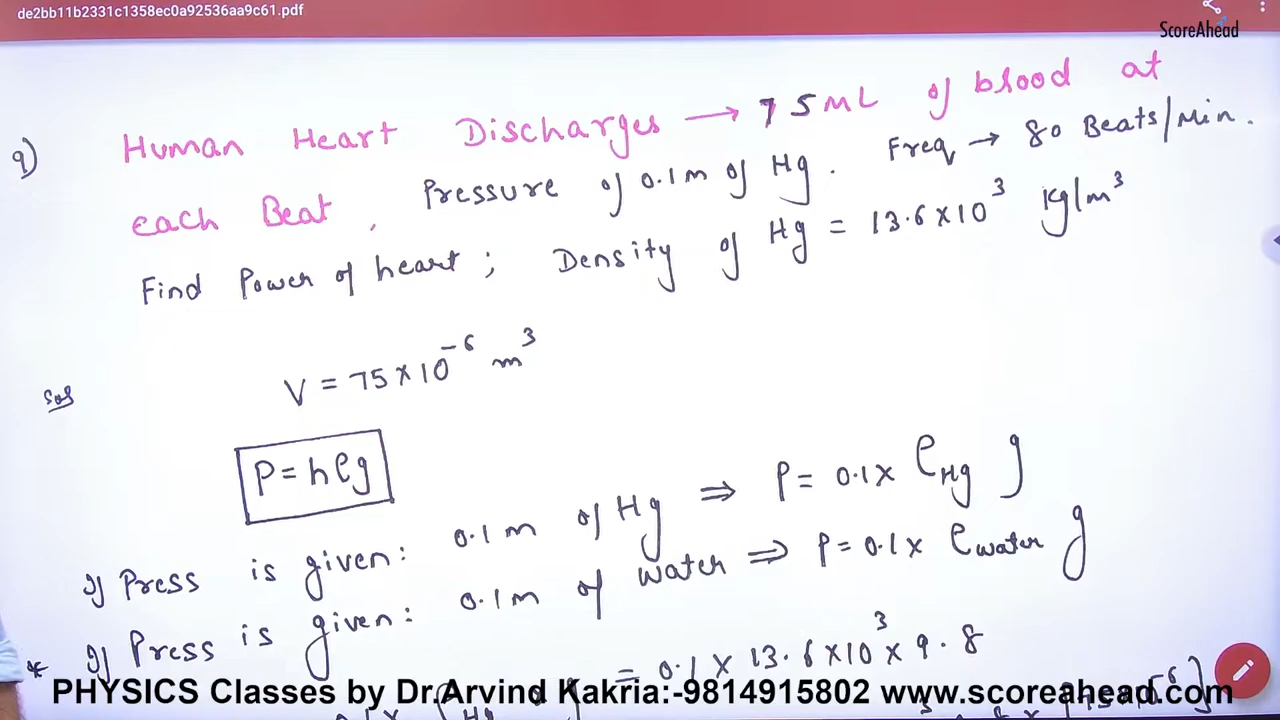 de2bb11b2331c1358ec0a92536aa9c61.pdf
ScoreAhead
q) Human Heart Discharges → 75 ML of blood at
each Beat, Pressure of 0.1m of Hg. Freq → 80 Beats/Min.
Find Power of heart; Density of Hg = 13.6×10³ Kg/m³
Sol V = 75×10⁻⁶ m³
P = hρg
If Press is given: 0.1 m of Hg ⇒ P = 0.1× ρHg g
* If Press is given: 0.1m of water ⇒ P = 0.1× ρwater g
= 0.1 × 13.6 ×10³ × 9.8
PHYSICS Classes by Dr.Arvind Kakria:-9814915802 www.scoreahead.com